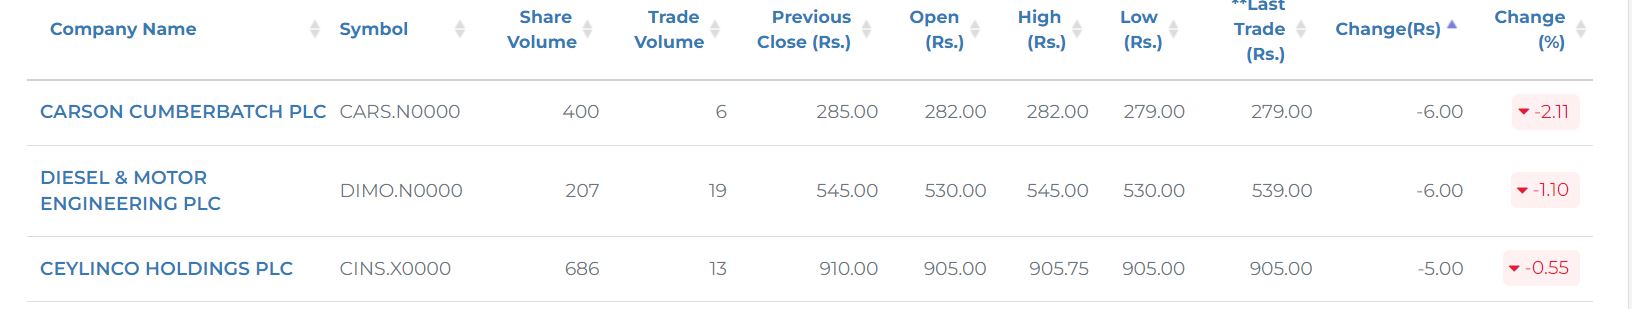 Company Name Symbol Share Volume Trade Volume Previous Close (Rs.) Open (Rs.) High (Rs.) Low (Rs.) **Last Trade (Rs.) Change(Rs) Change (%)
CARSON CUMBERBATCH PLC CARS.N0000 400 6 285.00 282.00 282.00 279.00 279.00 -6.00 -2.11
DIESEL & MOTOR
ENGINEERING PLC DIMO.N0000 207 19 545.00 530.00 545.00 530.00 539.00 -6.00 -1.10
CEYLINCO HOLDINGS PLC CINS.X0000 686 13 910.00 905.00 905.75 905.00 905.00 -5.00 -0.55